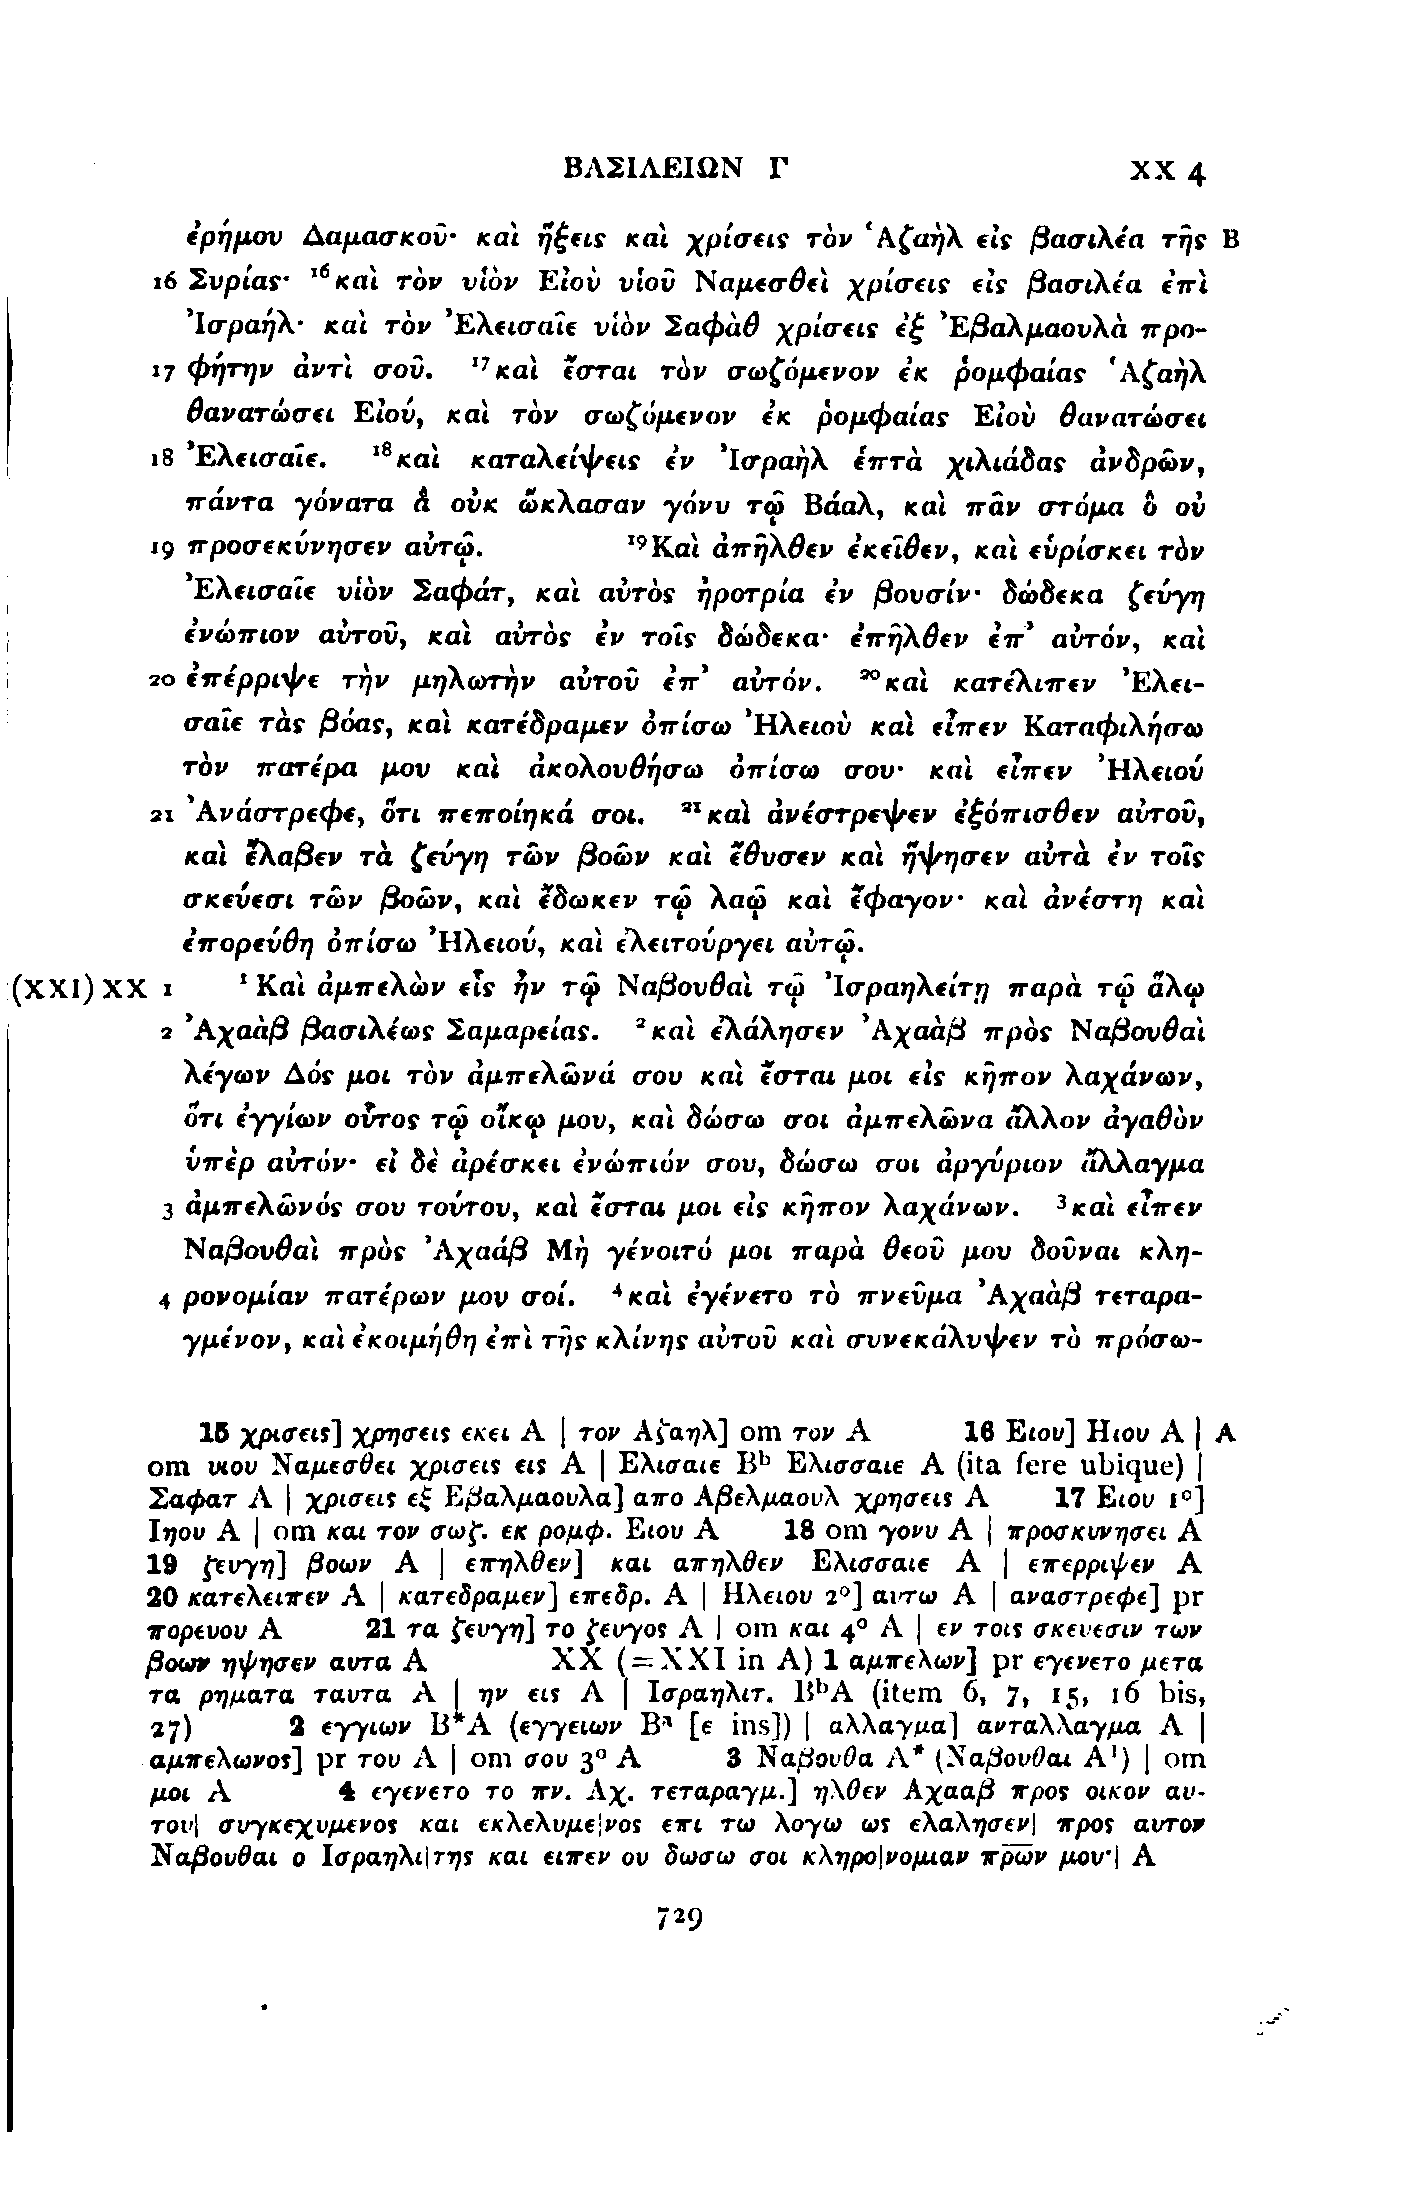 ΒΑΣΙΛΕΙΩΝ Γ XX 4
ἐρήμου Δαμασκοῦ· καὶ ἥξεις καὶ χρίσεις τὸν Ἁζαὴλ εἰς βασιλέα τῆς B
16 Συρίας· ¹⁶καὶ τὸν υἱὸν Εἰοὺ υἱοῦ Ναμεσθεὶ χρίσεις εἰς βασιλέα ἐπὶ
Ἰσραήλ· καὶ τὸν Ἐλεισαῖε υἱὸν Σαφὰθ χρίσεις ἐξ Ἐβαλμαουλὰ προ-
17 φήτην ἀντὶ σοῦ. ¹⁷καὶ ἔσται τὸν σωζόμενον ἐκ ῥομφαίας Ἁζαὴλ
θανατώσει Εἰού, καὶ τὸν σωζόμενον ἐκ ῥομφαίας Εἰοὺ θανατώσει
18 Ἐλεισαῖε. ¹⁸καὶ καταλείψεις ἐν Ἰσραὴλ ἑπτὰ χιλιάδας ἀνδρῶν,
πάντα γόνατα ἃ οὐκ ὤκλασαν γόνυ τῷ Βάαλ, καὶ πᾶν στόμα ὃ οὐ
19 προσεκύνησεν αὐτῷ. ¹⁹Καὶ ἀπῆλθεν ἐκεῖθεν, καὶ εὑρίσκει τὸν
Ἐλεισαῖε υἱὸν Σαφάτ, καὶ αὐτὸς ἠροτρία ἐν βουσίν· δώδεκα ζεύγη
ἐνώπιον αὐτοῦ, καὶ αὐτὸς ἐν τοῖς δώδεκα· ἐπῆλθεν ἐπ’ αὐτόν, καὶ
20 ἐπέρριψε τὴν μηλωτὴν αὐτοῦ ἐπ’ αὐτόν. ²⁰καὶ κατέλιπεν Ἐλει-
σαῖε τὰς βόας, καὶ κατέδραμεν ὀπίσω Ἠλειοὺ καὶ εἶπεν Καταφιλήσω
τὸν πατέρα μου καὶ ἀκολουθήσω ὀπίσω σου· καὶ εἶπεν Ἠλειού
21 Ἀνάστρεφε, ὅτι πεποίηκά σοι. ²¹καὶ ἀνέστρεψεν ἐξόπισθεν αὐτοῦ,
καὶ ἔλαβεν τὰ ζεύγη τῶν βοῶν καὶ ἔθυσεν καὶ ἥψησεν αὐτὰ ἐν τοῖς
σκεύεσι τῶν βοῶν, καὶ ἔδωκεν τῷ λαῷ καὶ ἔφαγον· καὶ ἀνέστη καὶ
ἐπορεύθη ὀπίσω Ἠλειού, καὶ ἐλειτούργει αὐτῷ.
(XXI) XX 1 ¹Καὶ ἀμπελὼν εἷς ἦν τῷ Ναβουθαὶ τῷ Ἰσραηλείτῃ παρὰ τῷ ἅλῳ
2 Ἀχαὰβ βασιλέως Σαμαρείας. ²καὶ ἐλάλησεν Ἀχαὰβ πρὸς Ναβουθαὶ
λέγων Δός μοι τὸν ἀμπελῶνά σου καὶ ἔσται μοι εἰς κῆπον λαχάνων,
ὅτι ἐγγίων οὗτος τῷ οἴκῳ μου, καὶ δώσω σοι ἀμπελῶνα ἄλλον ἀγαθὸν
ὑπὲρ αὐτόν· εἰ δὲ ἀρέσκει ἐνώπιόν σου, δώσω σοι ἀργύριον ἄλλαγμα
3 ἀμπελῶνός σου τούτου, καὶ ἔσται μοι εἰς κῆπον λαχάνων. ³καὶ εἶπεν
Ναβουθαὶ πρὸς Ἀχαάβ Μὴ γένοιτό μοι παρὰ θεοῦ μου δοῦναι κλη-
4 ρονομίαν πατέρων μου σοί. ⁴καὶ ἐγένετο τὸ πνεῦμα Ἀχαὰβ τεταρα-
γμένον, καὶ ἐκοιμήθη ἐπὶ τῆς κλίνης αὐτοῦ καὶ συνεκάλυψεν τὸ πρόσω-
15 χρισεις] χρησεις εκει A | τον Αζαηλ] om τον A 16 Ειου] Ηιου A | A
om υιου Ναμεσθει χρισεις εις A | Ελισαιε Bᵇ Ελισσαιε A (ita fere ubique) |
Σαφατ A | χρισεις εξ Εβαλμαουλα] απο Αβελμαουλ χρησεις A 17 Ειου 1°]
Ιηου A | om και τον σωζ. εκ ρομφ. Ειου A 18 om γονυ A | προσκυνησει A
19 ζευγη] βοων A | επηλθεν] και απηλθεν Ελισσαιε A | επερριψεν A
20 κατελειπεν A | κατεδραμεν] επεδρ. A | Ηλειου 2°] αυτω A | αναστρεφε] pr
πορευου A 21 τα ζευγη] το ζευγος A | om και 4° A | εν τοις σκευεσιν των
βοων ηψησεν αυτα A XX (=XXI in A) 1 αμπελων] pr εγενετο μετα
τα ρηματα ταυτα A | ην εις A | Ισραηλιτ. BᵇA (item 6, 7, 15, 16 bis,
27) 2 εγγιων B*A (εγγειων Bᵃ [ε ins]) | αλλαγμα] ανταλλαγμα A |
αμπελωνος] pr του A | om σου 3° A 3 Ναβουθα A* (Ναβουθαι A¹) | om
μοι A 4 εγενετο το πν. Αχ. τεταραγμ.] ηλθεν Αχααβ προς οικον αυ-
του| συγκεχυμενος και εκλελυμε|νος επι τω λογω ως ελαλησεν| προς αυτον
Ναβουθαι ο Ισραηλι|της και ειπεν ου δωσω σοι κληρο|νομιαν π̅ρ̅ω̅ν̅ μου·| A
729